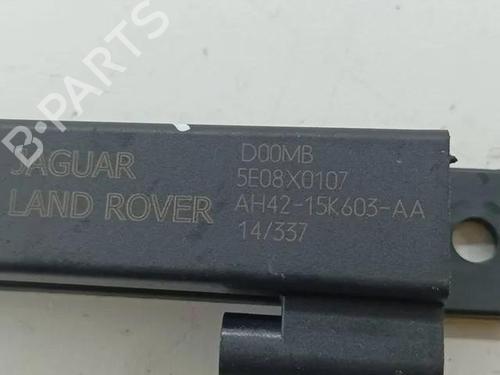 B-PARTS
JAGUAR
LAND ROVER
D00MB
5E08X0107
AH42-15K603-AA
14/337